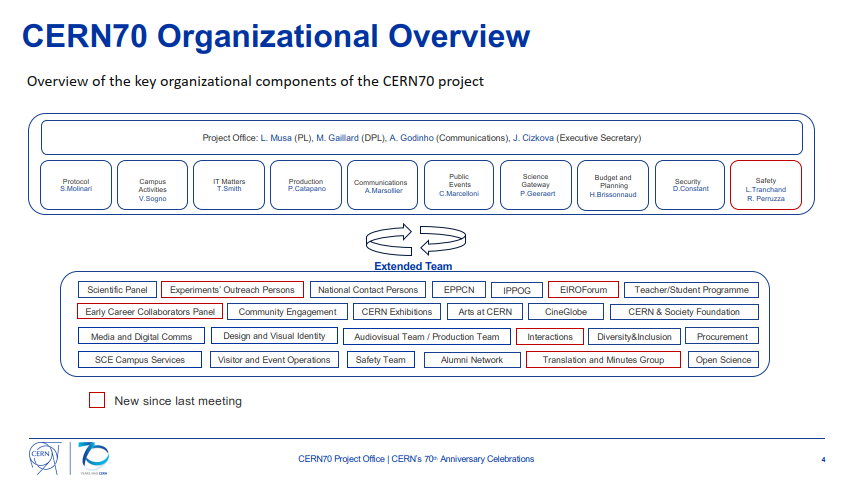 CERN70 Organizational Overview
Overview of the key organizational components of the CERN70 project
Project Office: L. Musa (PL), M. Gaillard (DPL), A. Godinho (Communications), J. Cizkova (Executive Secretary)
Protocol
S.Molinari
Campus
Activities
V.Sogno
IT Matters
T.Smith
Production
P.Catapano
Communications
A.Marsollier
Public
Events
C.Marcelloni
Science
Gateway
P.Geeraert
Budget and
Planning
H.Brissonnaud
Security
D.Constant
Safety
L.Tranchand
R. Perruzza
Extended Team
Scientific Panel
Experiments' Outreach Persons
National Contact Persons
EPPCN
IPPOG
EIROForum
Teacher/Student Programme
Early Career Collaborators Panel
Community Engagement
CERN Exhibitions
Arts at CERN
CineGlobe
CERN & Society Foundation
Media and Digital Comms
Design and Visual Identity
Audiovisual Team / Production Team
Interactions
Diversity&Inclusion
Procurement
SCE Campus Services
Visitor and Event Operations
Safety Team
Alumni Network
Translation and Minutes Group
Open Science
New since last meeting
CERN
70
YEARS ANS CERN
CERN70 Project Office | CERN's 70th Anniversary Celebrations
4